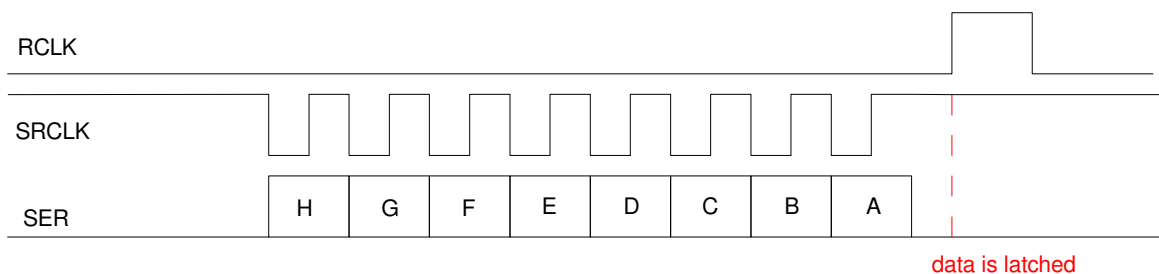 RCLK
SRCLK
SER
H G F E D C B A
data is latched